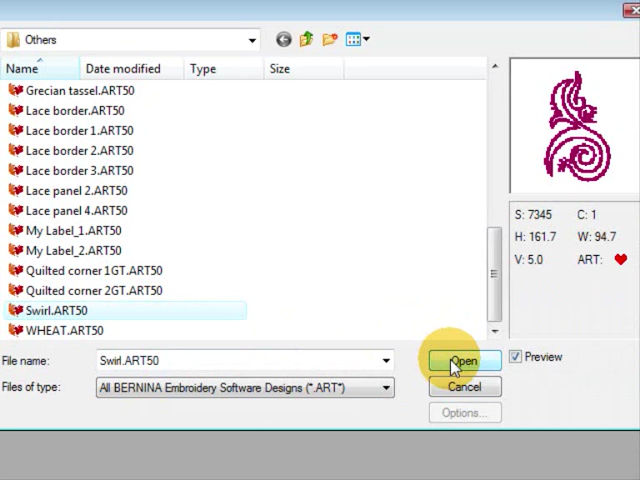 Others
Name Date modified Type Size
Grecian tassel.ART50
Lace border.ART50
Lace border 1.ART50
Lace border 2.ART50
Lace border 3.ART50
Lace panel 2.ART50
Lace panel 4.ART50
My Label_1.ART50
My Label_2.ART50
Quilted corner 1GT.ART50
Quilted corner 2GT.ART50
Swirl.ART50
WHEAT.ART50
S: 7345 C: 1
H: 161.7 W: 94.7
V: 5.0 ART:
File name: Swirl.ART50 Open Preview
Files of type: All BERNINA Embroidery Software Designs (*.ART*) Cancel
Options...